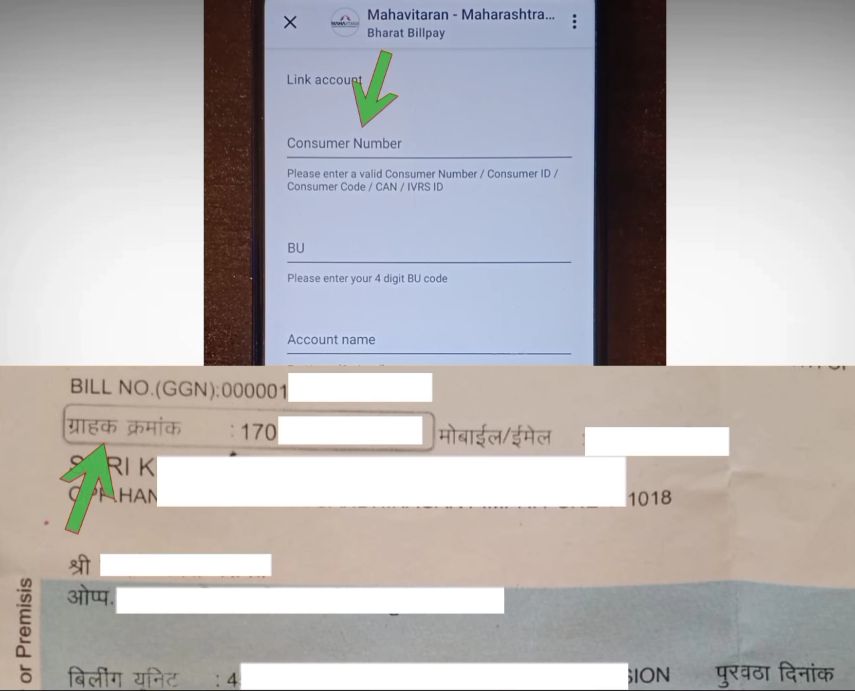 Mahavitaran - Maharashtra...
Bharat Billpay
Link account
Consumer Number
Please enter a valid Consumer Number / Consumer ID /
Consumer Code / CAN / IVRS ID
BU
Please enter your 4 digit BU code
Account name
BILL NO.(GGN):000001
ग्राहक क्रमांक : 170 मोबाईल/ईमेल :
RI K
HAN 1018
श्री
ओप्प.
or Premisis
बिलींग युनिट : 4 SION पुरवठा दिनांक